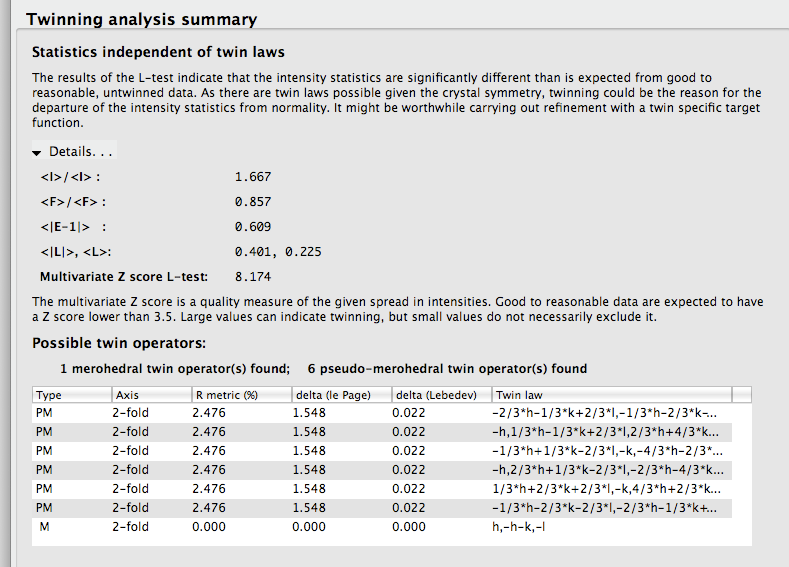 Twinning analysis summary
Statistics independent of twin laws
The results of the L-test indicate that the intensity statistics are significantly different than is expected from good to
reasonable, untwinned data. As there are twin laws possible given the crystal symmetry, twinning could be the reason for the
departure of the intensity statistics from normality. It might be worthwhile carrying out refinement with a twin specific target
function.
Details. . .
<I>/<I> : 1.667
<F>/<F> : 0.857
<|E-1|> : 0.609
<|L|>, <L>: 0.401, 0.225
Multivariate Z score L-test: 8.174
The multivariate Z score is a quality measure of the given spread in intensities. Good to reasonable data are expected to have
a Z score lower than 3.5. Large values can indicate twinning, but small values do not necessarily exclude it.
Possible twin operators:
1 merohedral twin operator(s) found; 6 pseudo-merohedral twin operator(s) found
Type Axis R metric (%) delta (le Page) delta (Lebedev) Twin law
PM 2-fold 2.476 1.548 0.022 -2/3*h-1/3*k+2/3*l,-1/3*h-2/3*k-...
PM 2-fold 2.476 1.548 0.022 -h,1/3*h-1/3*k+2/3*l,2/3*h+4/3*k...
PM 2-fold 2.476 1.548 0.022 -1/3*h+1/3*k-2/3*l,-k,-4/3*h-2/3*...
PM 2-fold 2.476 1.548 0.022 -h,2/3*h+1/3*k-2/3*l,-2/3*h-4/3*k...
PM 2-fold 2.476 1.548 0.022 1/3*h+2/3*k+2/3*l,-k,4/3*h+2/3*k...
PM 2-fold 2.476 1.548 0.022 -1/3*h-2/3*k-2/3*l,-2/3*h-1/3*k+...
M 2-fold 0.000 0.000 0.000 h,-h-k,-l